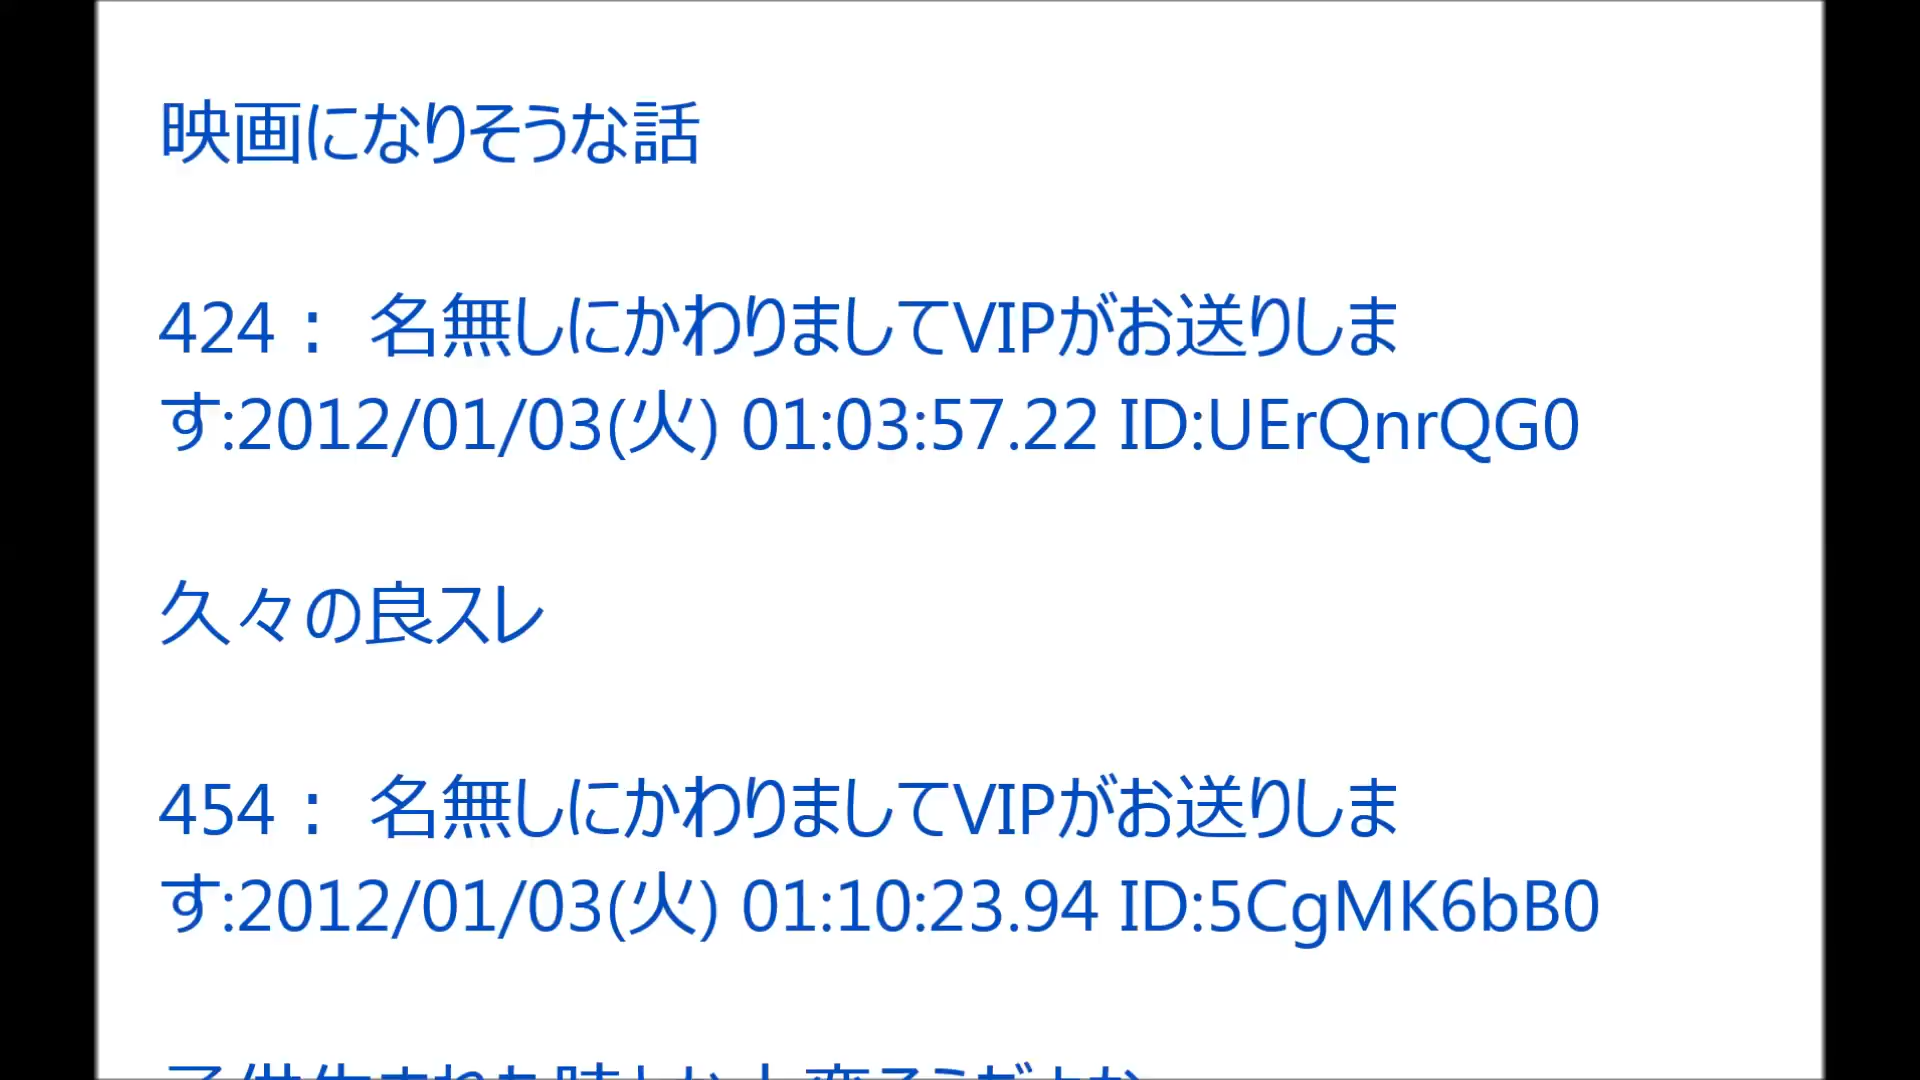 映画になりそうな話
424： 名無しにかわりましてVIPがお送りしま
す:2012/01/03(火) 01:03:57.22 ID:UErQnrQG0
久々の良スレ
454： 名無しにかわりましてVIPがお送りしま
す:2012/01/03(火) 01:10:23.94 ID:5CgMK6bB0